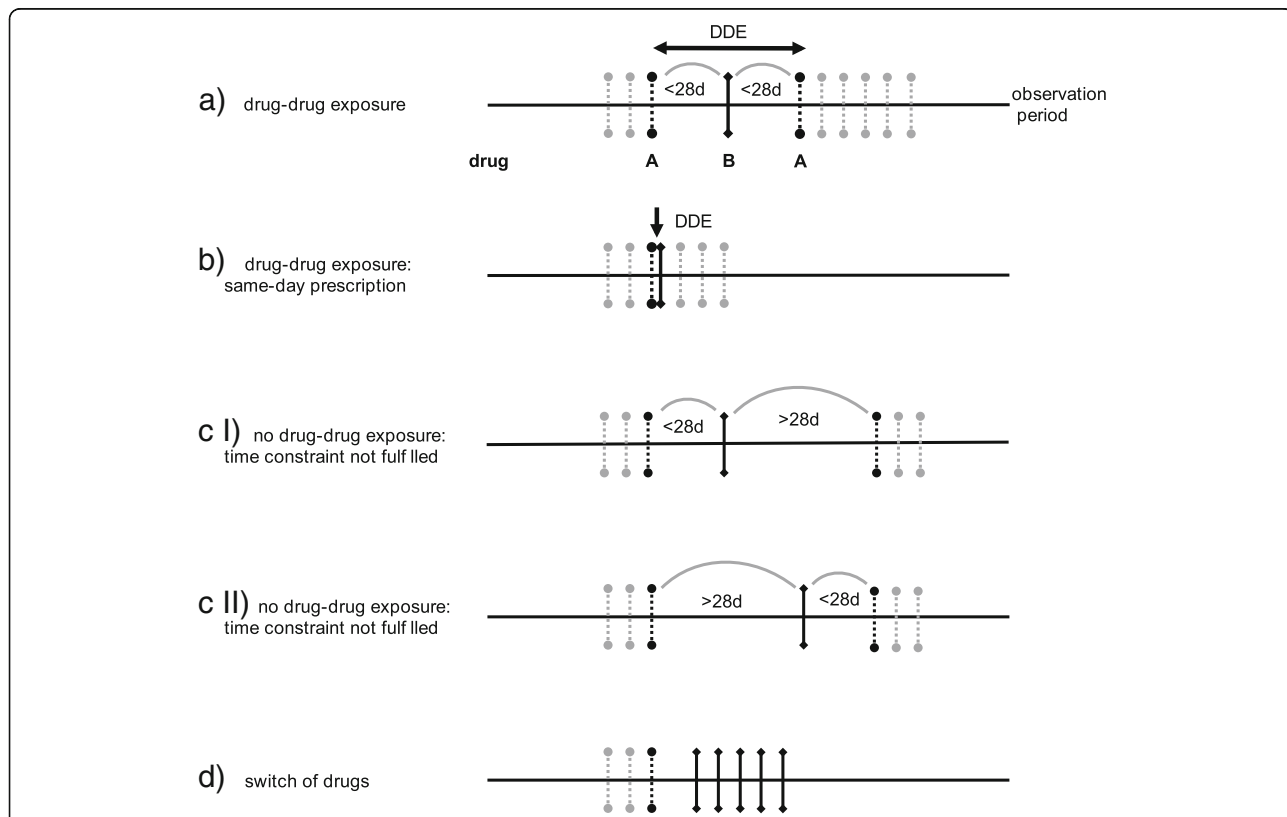 DDE
<28d <28d
a) drug-drug exposure
observation
period
drug A B A
DDE
b) drug-drug exposure:
same-day prescription
<28d >28d
c I) no drug-drug exposure:
time constraint not fulf lled
>28d <28d
c II) no drug-drug exposure:
time constraint not fulf lled
d) switch of drugs